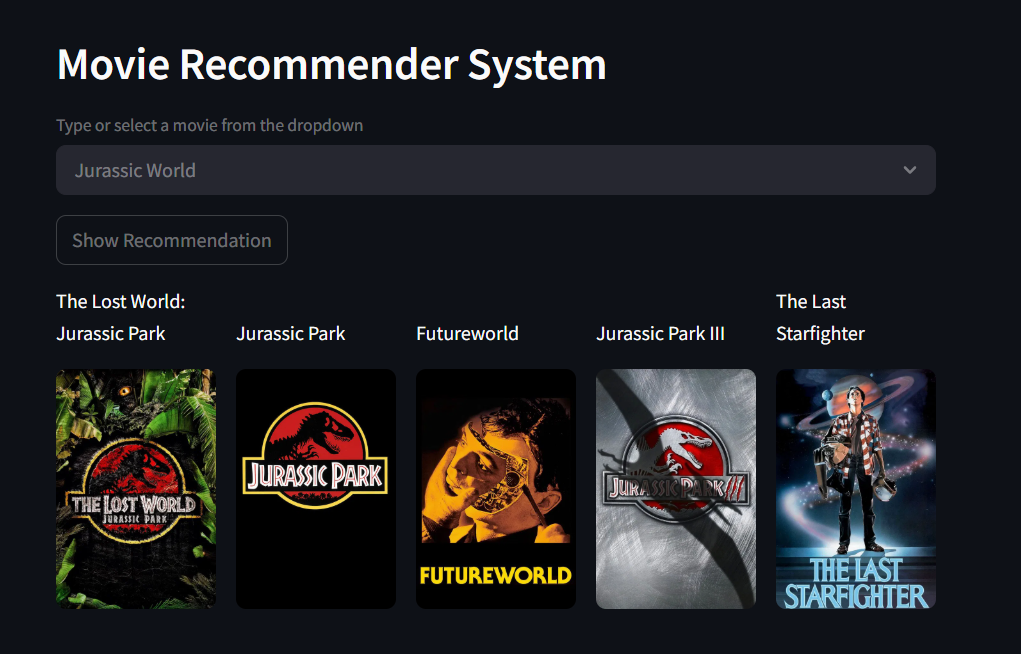 Movie Recommender System
Type or select a movie from the dropdown
Jurassic World
Show Recommendation
The Lost World:
Jurassic Park
Jurassic Park
Futureworld
Jurassic Park III
The Last
Starfighter
THE LOST WORLD
JURASSIC PARK
JURASSIC PARK
FUTUREWORLD
JURASSIC PARK III
THE LAST
STARFIGHTER